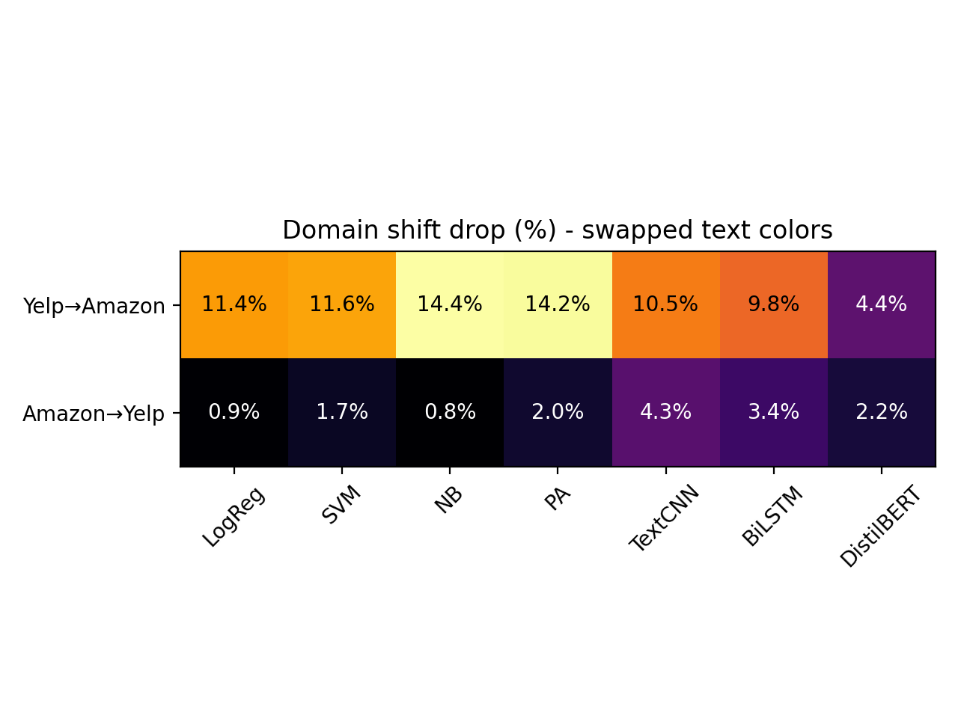 Domain shift drop (%) - swapped text colors
Yelp→Amazon 11.4% 11.6% 14.4% 14.2% 10.5% 9.8% 4.4%
Amazon→Yelp 0.9% 1.7% 0.8% 2.0% 4.3% 3.4% 2.2%
LogReg SVM NB PA TextCNN BiLSTM DistilBERT